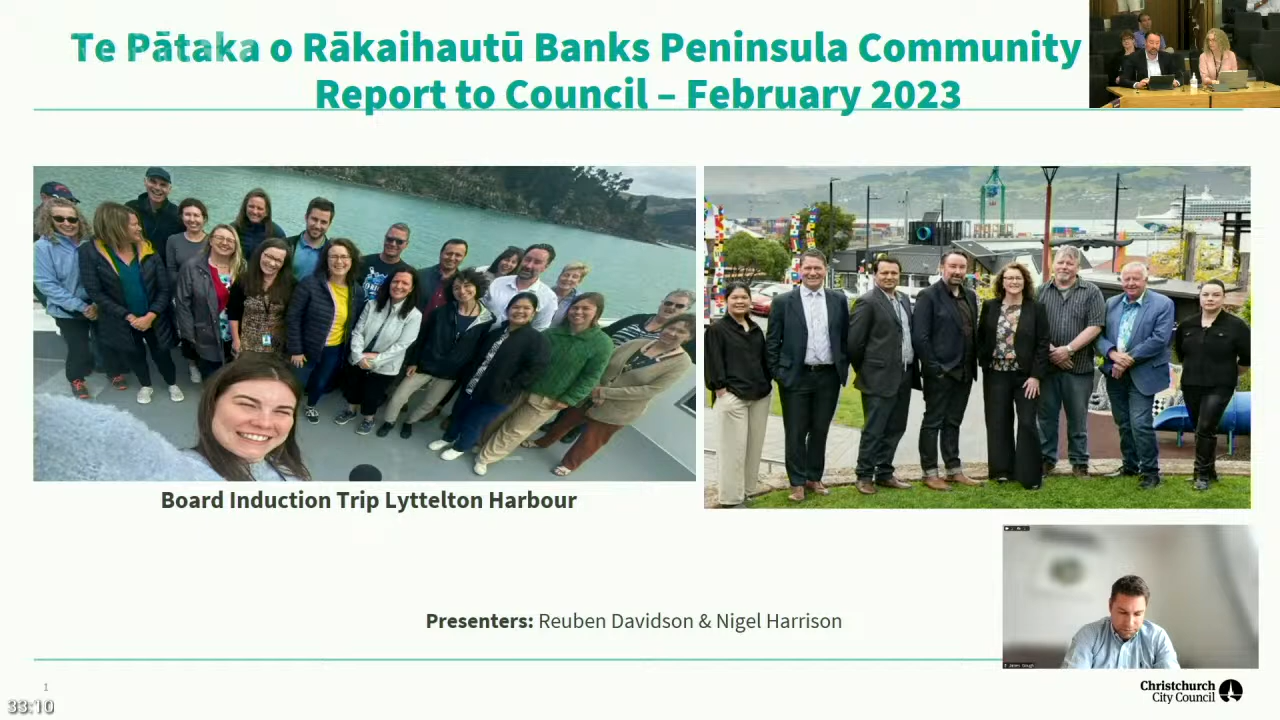 Te Pātaka o Rākaihautū Banks Peninsula Community
Report to Council – February 2023
Board Induction Trip Lyttelton Harbour
Presenters: Reuben Davidson & Nigel Harrison
1
33:10
Christchurch
City Council